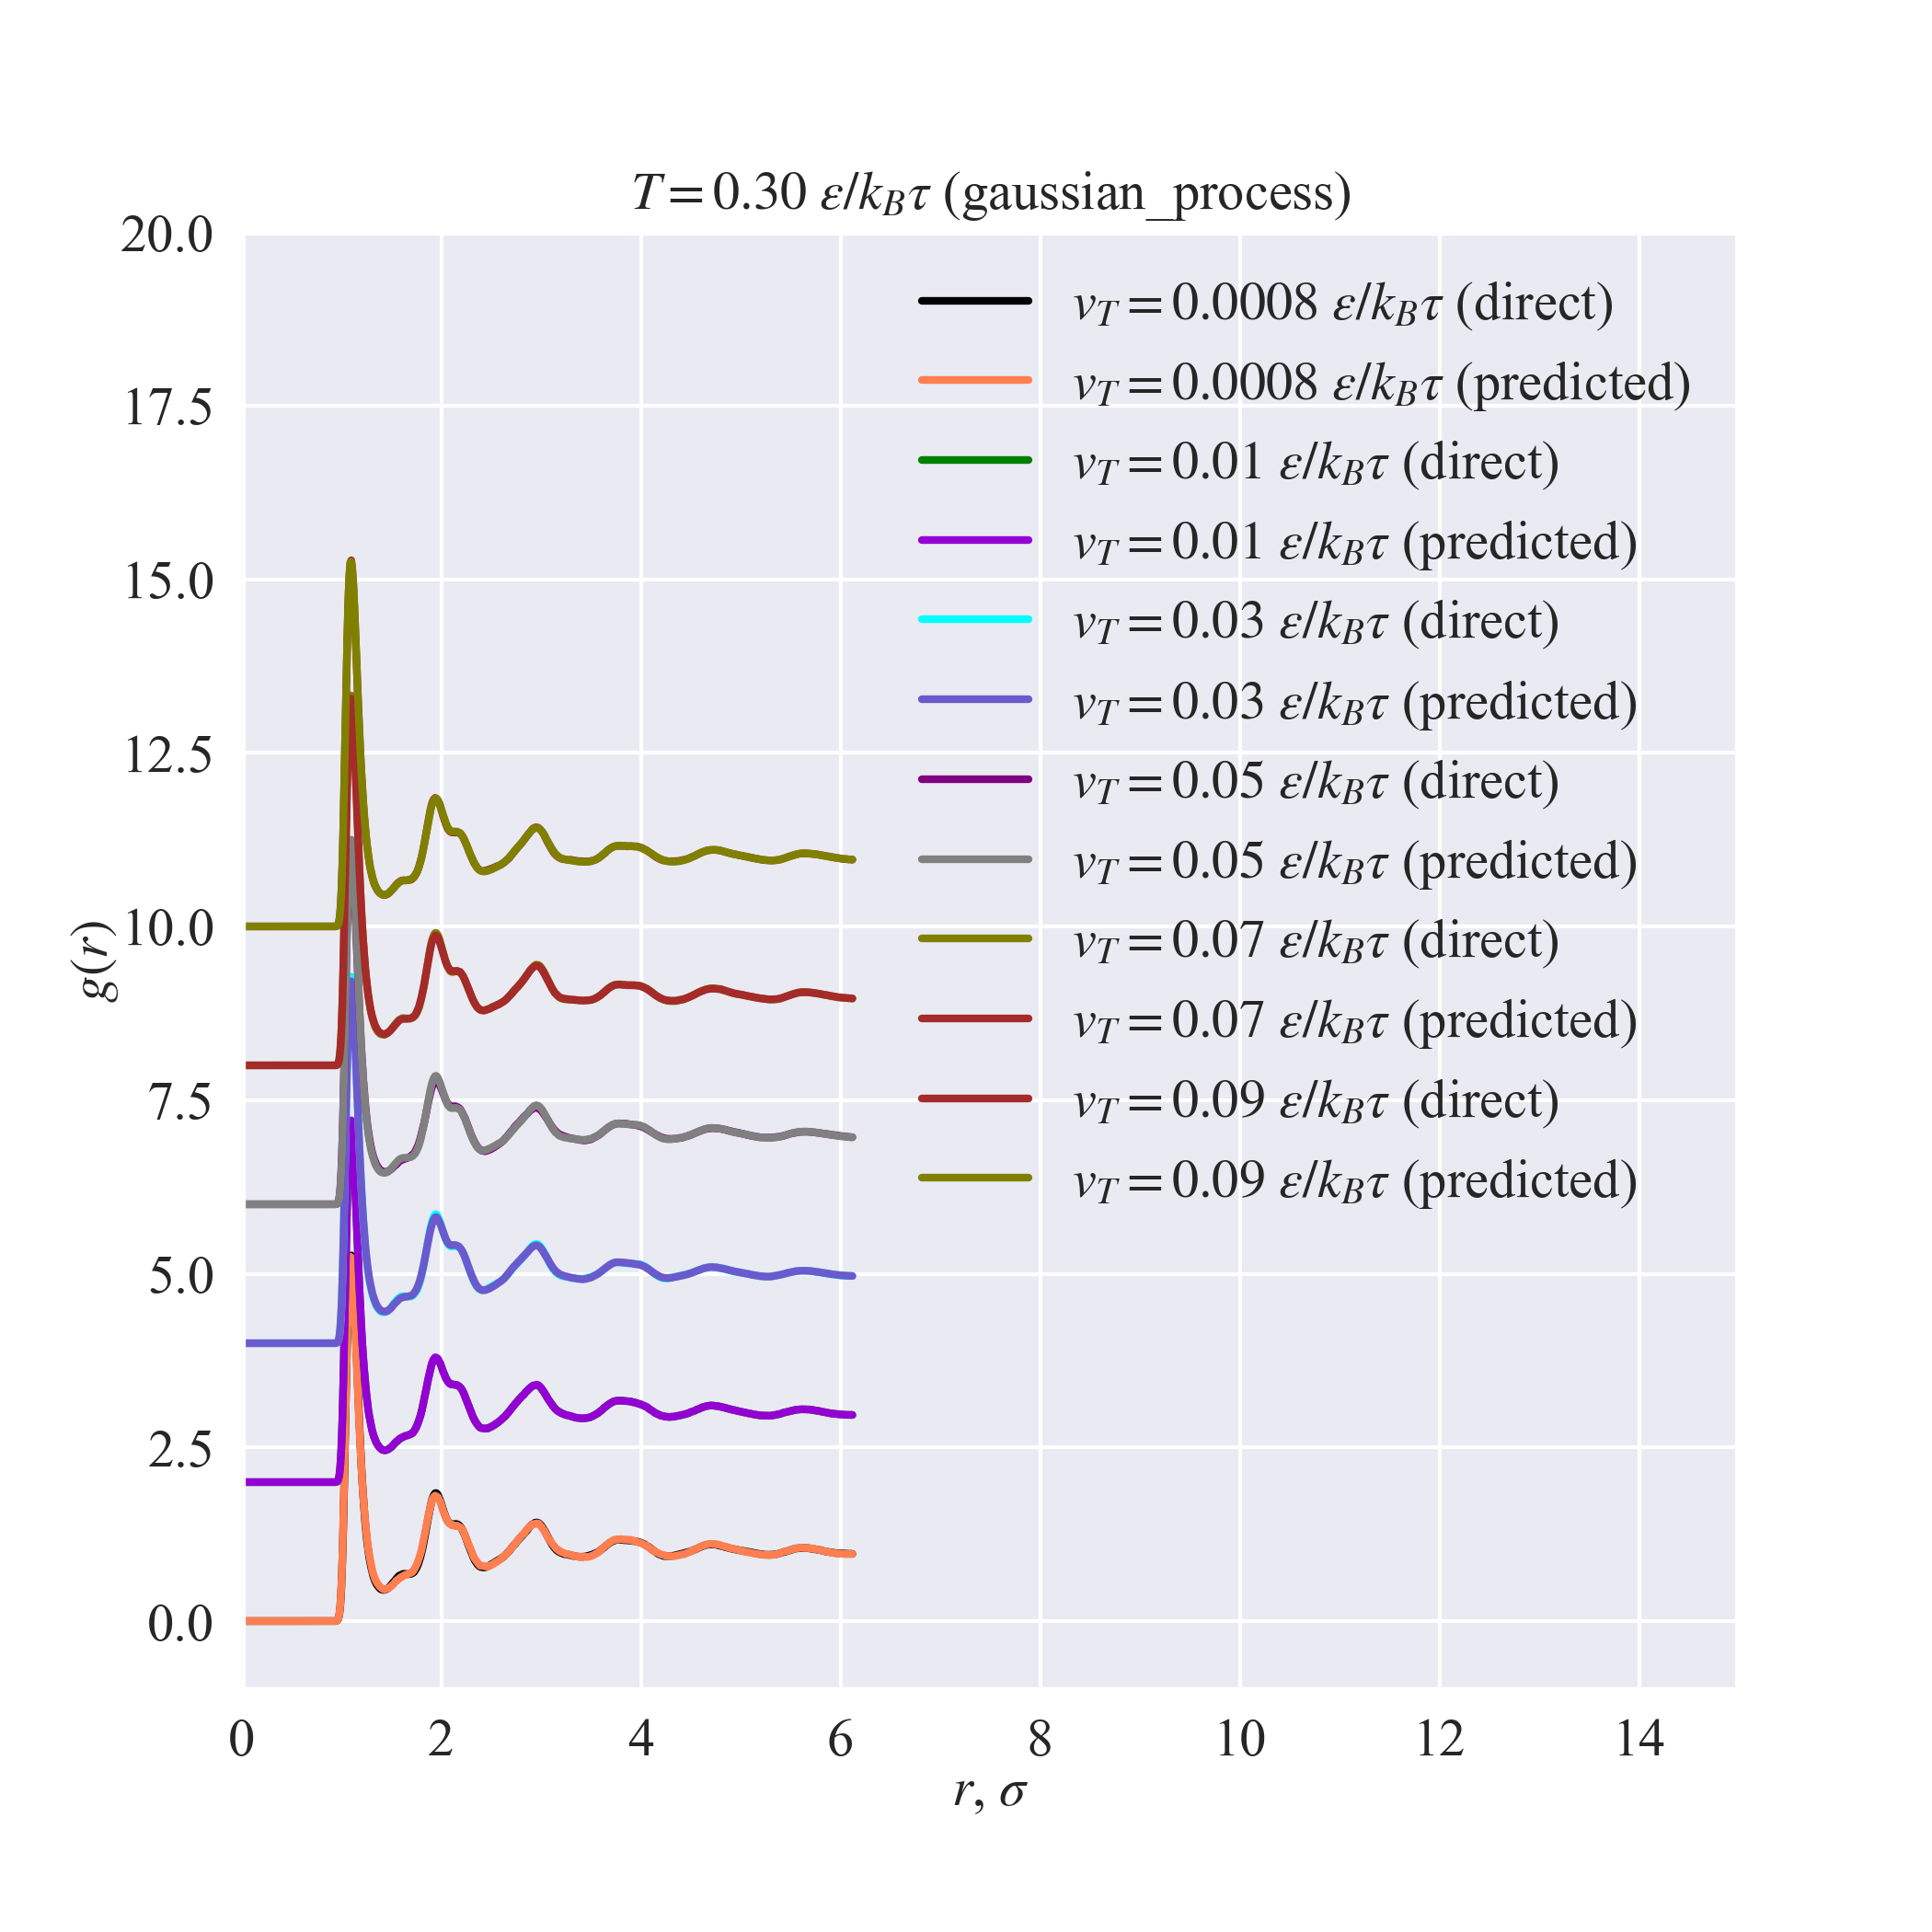 T = 0.30 ε/k_Bτ (gaussian_process)
20.0
17.5
15.0
12.5
10.0
7.5
5.0
2.5
0.0
g(r)
v_T = 0.0008 ε/k_Bτ (direct)
v_T = 0.0008 ε/k_Bτ (predicted)
v_T = 0.01 ε/k_Bτ (direct)
v_T = 0.01 ε/k_Bτ (predicted)
v_T = 0.03 ε/k_Bτ (direct)
v_T = 0.03 ε/k_Bτ (predicted)
v_T = 0.05 ε/k_Bτ (direct)
v_T = 0.05 ε/k_Bτ (predicted)
v_T = 0.07 ε/k_Bτ (direct)
v_T = 0.07 ε/k_Bτ (predicted)
v_T = 0.09 ε/k_Bτ (direct)
v_T = 0.09 ε/k_Bτ (predicted)
0 2 4 6 8 10 12 14
r, σ